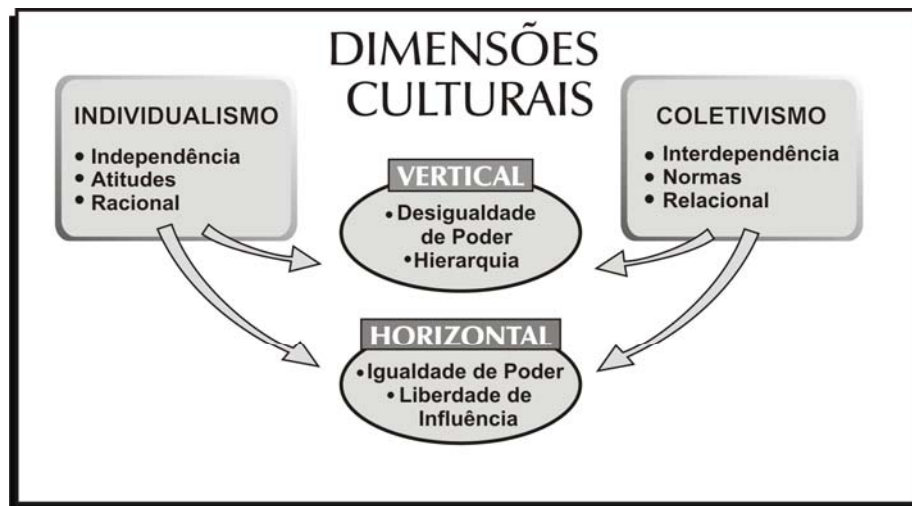 DIMENSÕES
CULTURAIS
INDIVIDUALISMO
• Independência
• Atitudes
• Racional
COLETIVISMO
• Interdependência
• Normas
• Relacional
VERTICAL
• Desigualdade
de Poder
• Hierarquia
HORIZONTAL
• Igualdade de Poder
• Liberdade de
Influência